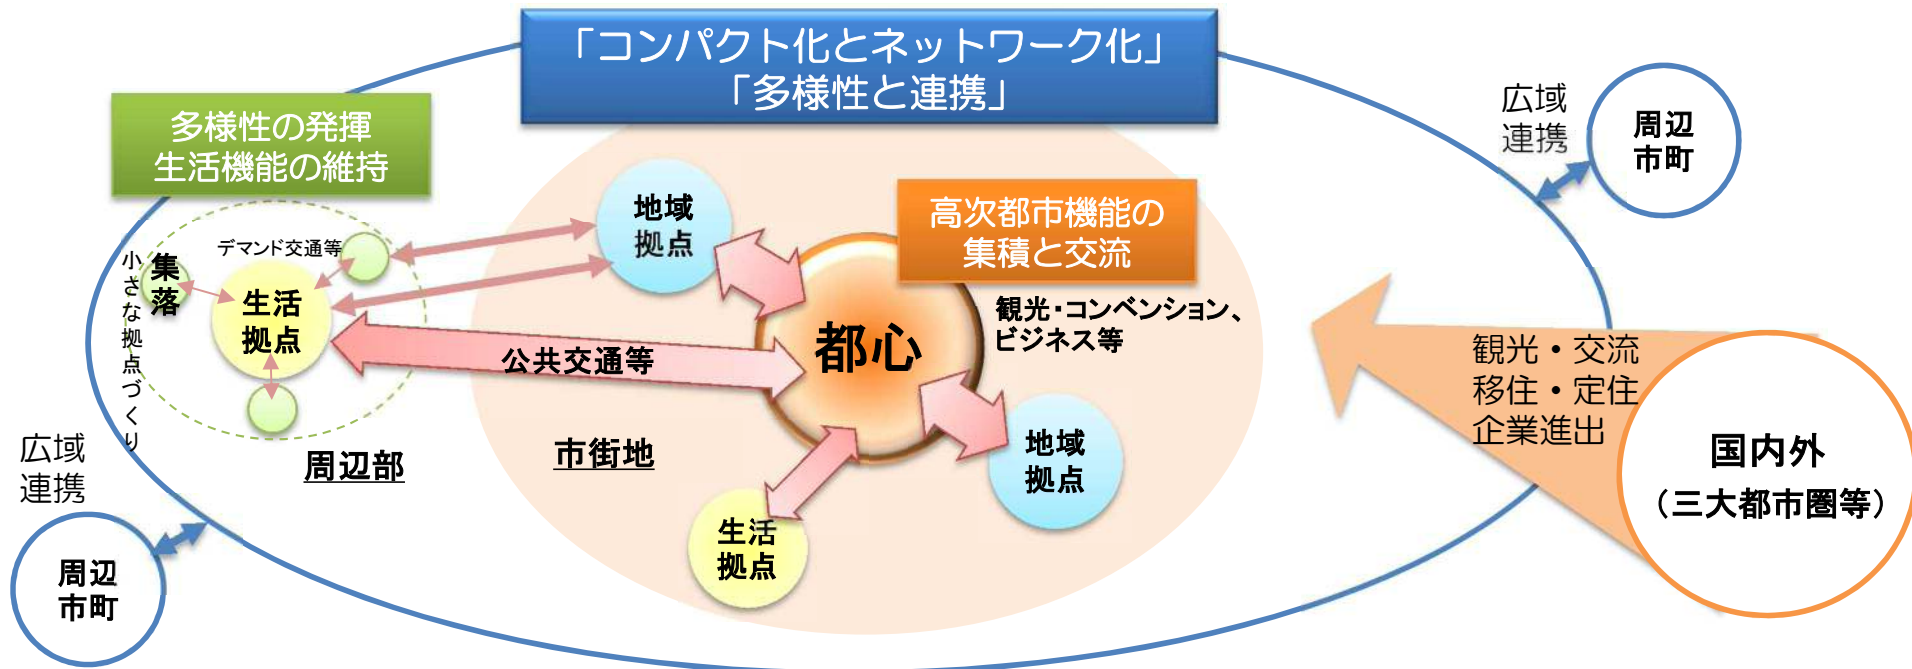 「コンパクト化とネットワーク化」
「多様性と連携」
多様性の発揮
生活機能の維持
広域
連携
周辺
市町
地域
拠点
高次都市機能の
集積と交流
デマンド交通等
小さな拠点づくり
集落
生活
拠点
観光・コンベンション、
ビジネス等
都心
公共交通等
観光・交流
移住・定住
企業進出
国内外
（三大都市圏等）
地域
拠点
市街地
周辺部
広域
連携
生活
拠点
周辺
市町